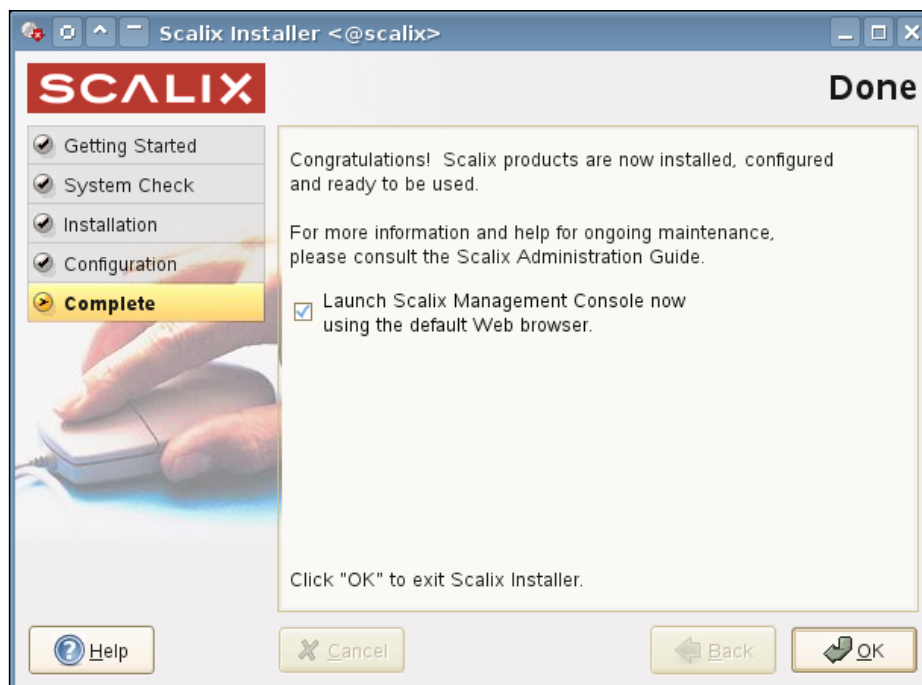 Scalix Installer <@scalix>
SCALIX
Done
Getting Started
System Check
Installation
Configuration
Complete
Congratulations!  Scalix products are now installed, configured
and ready to be used.
For more information and help for ongoing maintenance,
please consult the Scalix Administration Guide.
Launch Scalix Management Console now
using the default Web browser.
Click "OK" to exit Scalix Installer.
Help
Cancel
Back
OK